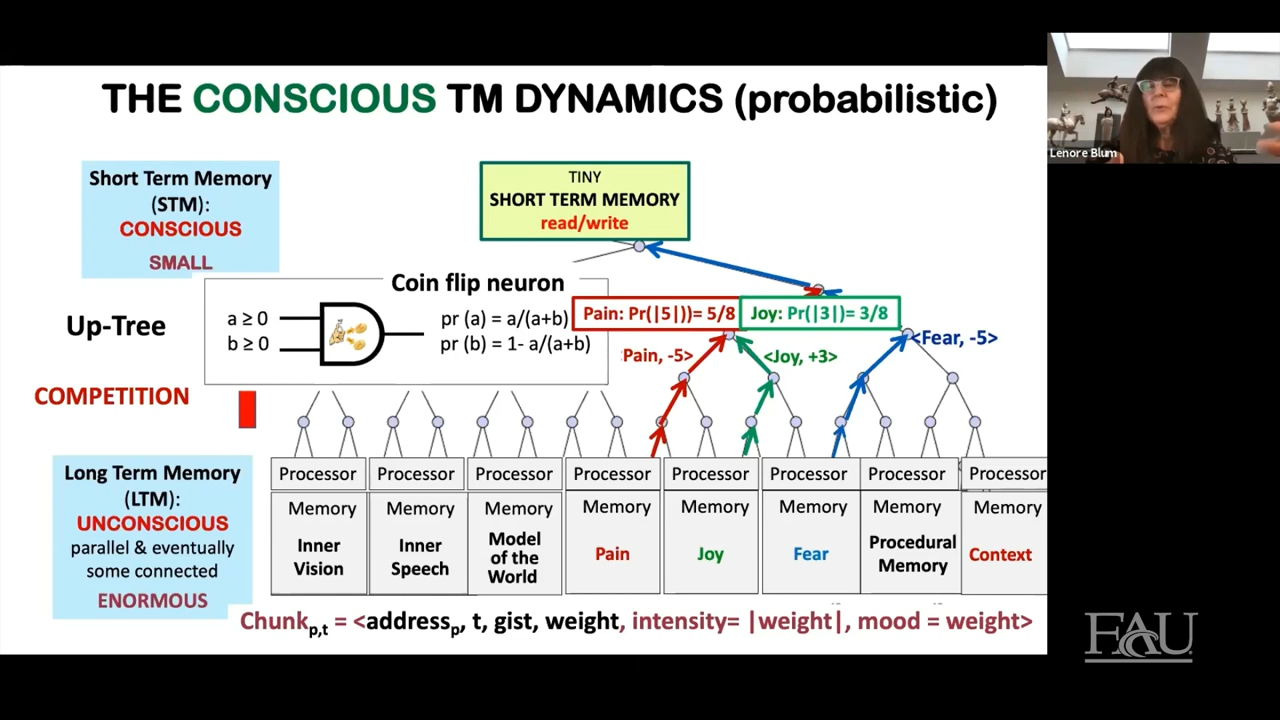 THE CONSCIOUS TM DYNAMICS (probabilistic)
Lenore Blum
Short Term Memory
(STM):
CONSCIOUS
SMALL
TINY
SHORT TERM MEMORY
read/write
Coin flip neuron
a ≥ 0
b ≥ 0
pr (a) = a/(a+b)
pr (b) = 1- a/(a+b)
Pain: Pr(|5|))= 5/8
Joy: Pr(|3|)= 3/8
Up-Tree
Pain, -5>
<Joy, +3>
<Fear, -5>
COMPETITION
Long Term Memory
(LTM):
UNCONSCIOUS
parallel & eventually
some connected
ENORMOUS
Processor
Memory
Inner
Vision
Processor
Memory
Inner
Speech
Processor
Memory
Model
of the
World
Processor
Memory
Pain
Processor
Memory
Joy
Processor
Memory
Fear
Processor
Memory
Procedural
Memory
Processor
Memory
Context
Chunkp,t = <addressp, t, gist, weight, intensity= |weight|, mood = weight>
FAU